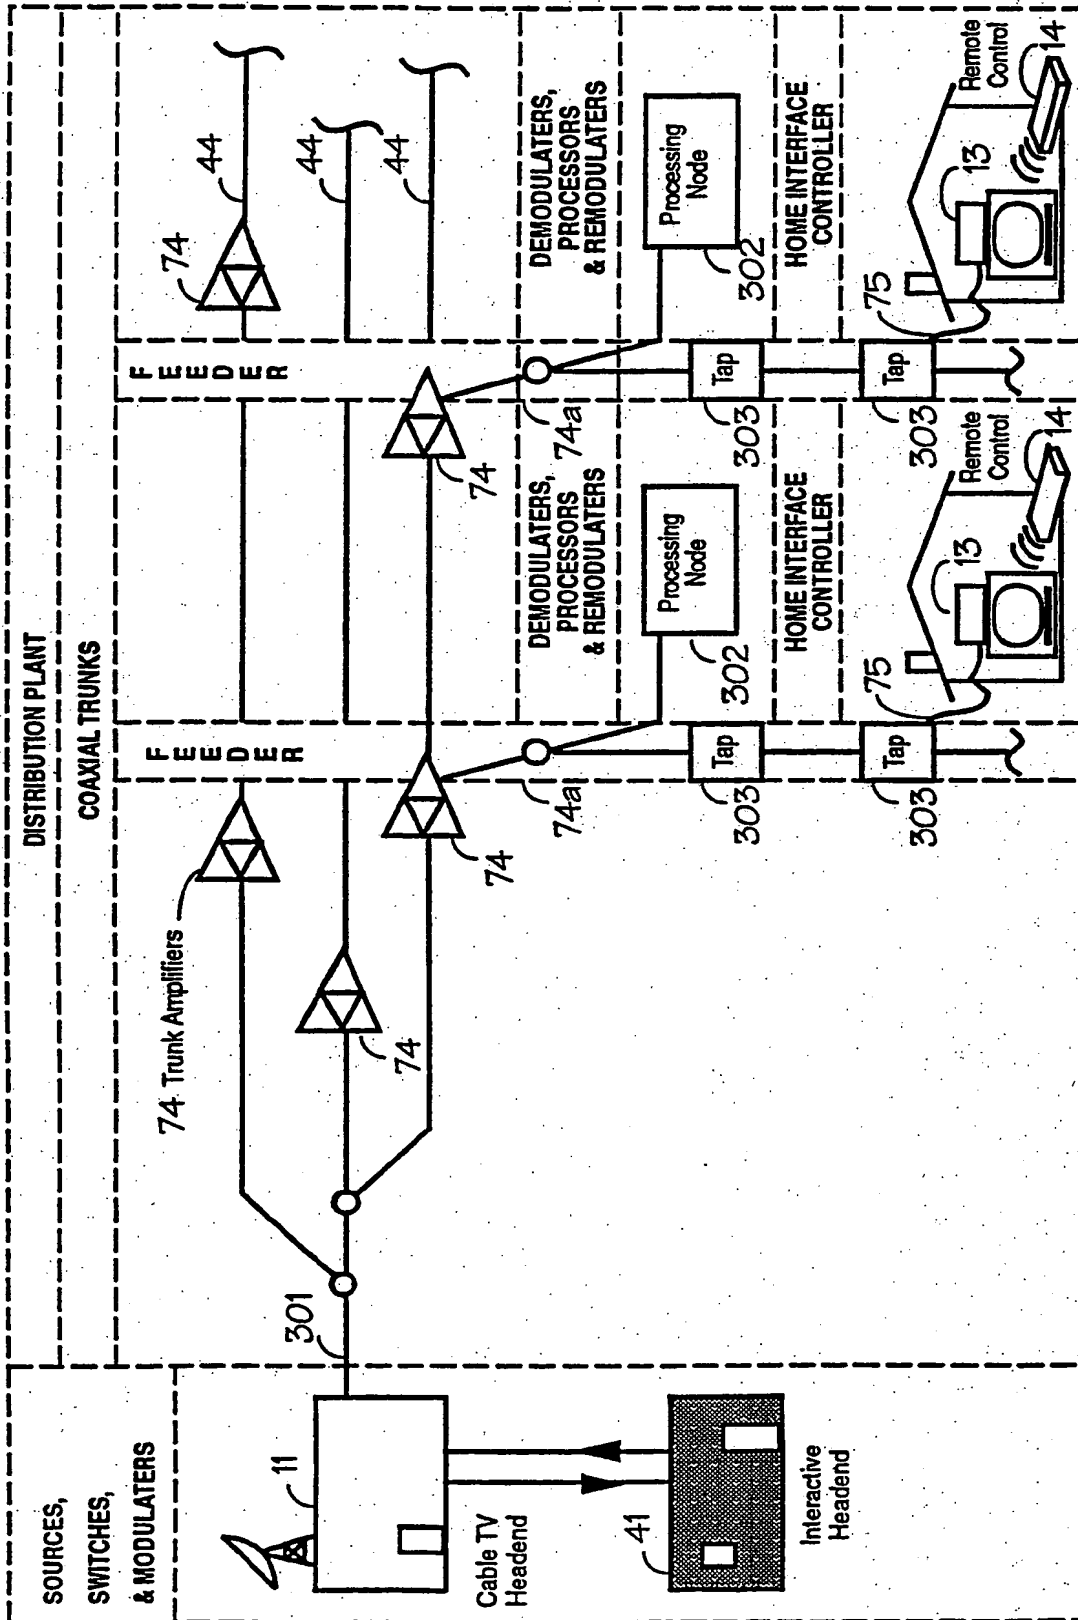 SOURCES,
SWITCHES,
& MODULATERS
DISTRIBUTION PLANT
COAXIAL TRUNKS
11
Cable TV
Headend
41
Interactive
Headend
301
74 Trunk Amplifiers
74
74
FEEDER
74a
DEMODULATERS,
PROCESSORS
& REMODULATERS
Processing
Node
302
Tap
303
HOME INTERFACE
CONTROLLER
Tap
303
75
13
Remote
Control
14
74
FEEDER
74a
74
44
44
44
DEMODULATERS,
PROCESSORS
& REMODULATERS
Processing
Node
302
Tap
303
HOME INTERFACE
CONTROLLER
Tap
303
75
13
Remote
Control
14